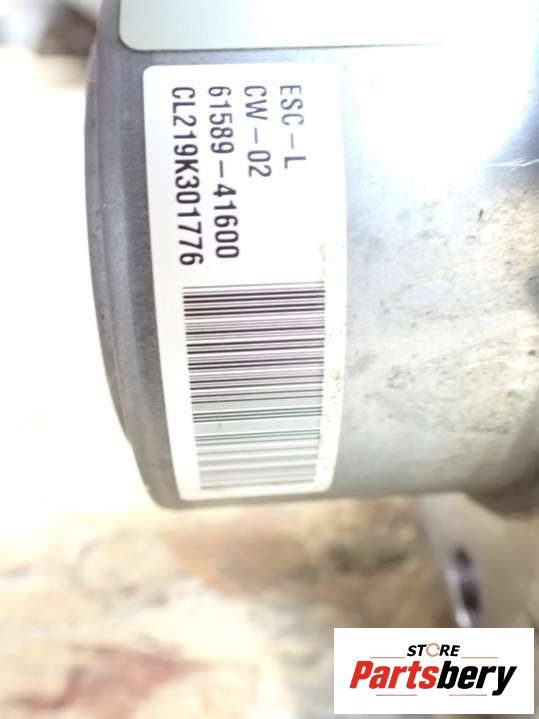 ESC-L
CW-02
61589-41600
CL219K301776
STORE
Partsbery